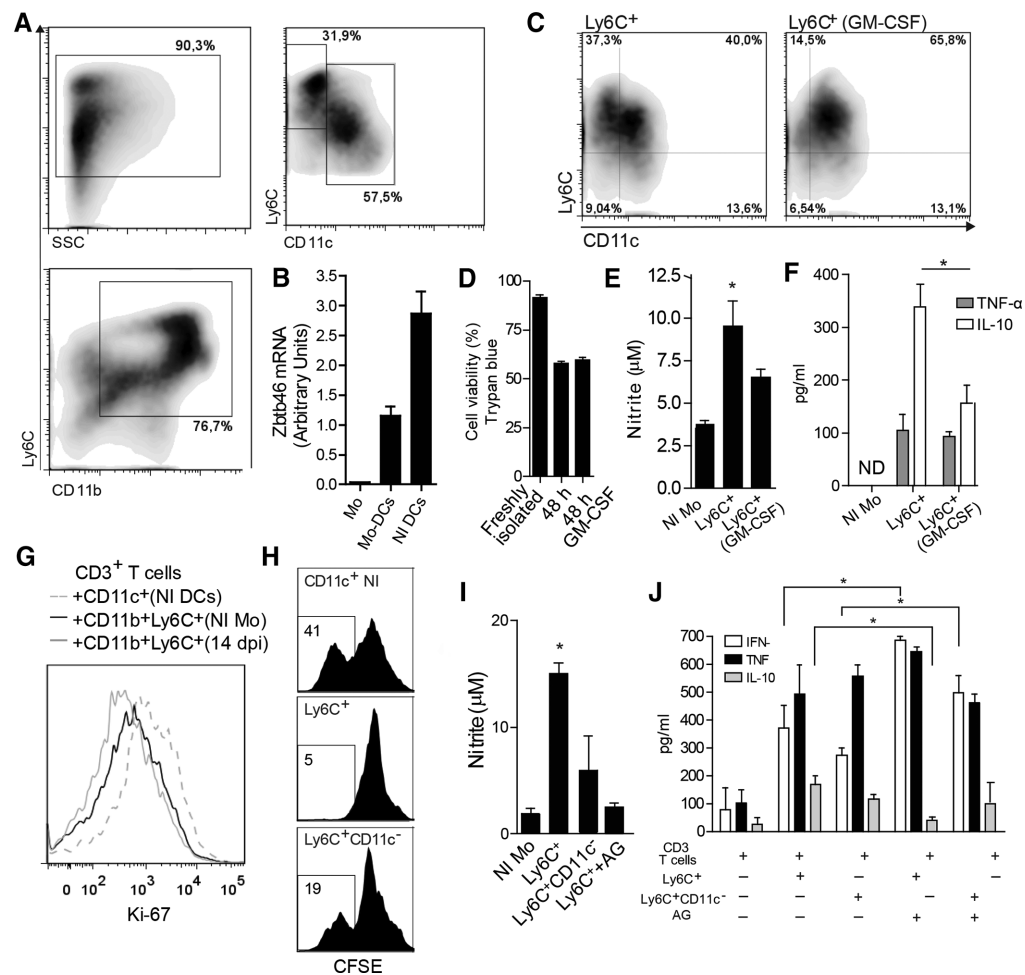 A
90,3%
SSC
31,9%
57,5%
Ly6C
CD11c
76,7%
Ly6C
CD11b
B
Zbtb46 mRNA
(Arbitrary Units)
3.5
3.0
2.5
2.0
1.5
1.0
0.5
0.0
Mo
Mo-DCs
NI DCs
C
Ly6C+
37,3%
40,0%
9,04%
13,6%
Ly6C+ (GM-CSF)
14,5%
65,8%
6,54%
13,1%
Ly6C
CD11c
D
Cell viability (%)
Trypan blue
100
75
50
25
0
Freshly
isolated
48 h
48 h
GM-CSF
E
Nitrite (µM)
12.5
10.0
7.5
5.0
2.5
0.0
*
NI Mo
Ly6C+
Ly6C+
(GM-CSF)
F
pg/ml
400
300
200
100
0
*
TNF-α
IL-10
ND
NI Mo
Ly6C+
Ly6C+
(GM-CSF)
G
CD3+ T cells
+CD11c+(NI DCs)
+CD11b+Ly6C+(NI Mo)
+CD11b+Ly6C+(14 dpi)
0 10² 10³ 10⁴ 10⁵
Ki-67
H
CD11c+ NI
41
Ly6C+
5
Ly6C+CD11c-
19
CFSE
I
Nitrite (µM)
20
10
0
*
NI Mo
Ly6C+
Ly6C+CD11c-
Ly6C++AG
J
*
*
*
pg/ml
700
600
500
400
300
200
100
0
IFN-
TNF
IL-10
CD3
T cells + + + + +
Ly6C+ – + – + –
Ly6C+CD11c- – – + – +
AG – – – + +